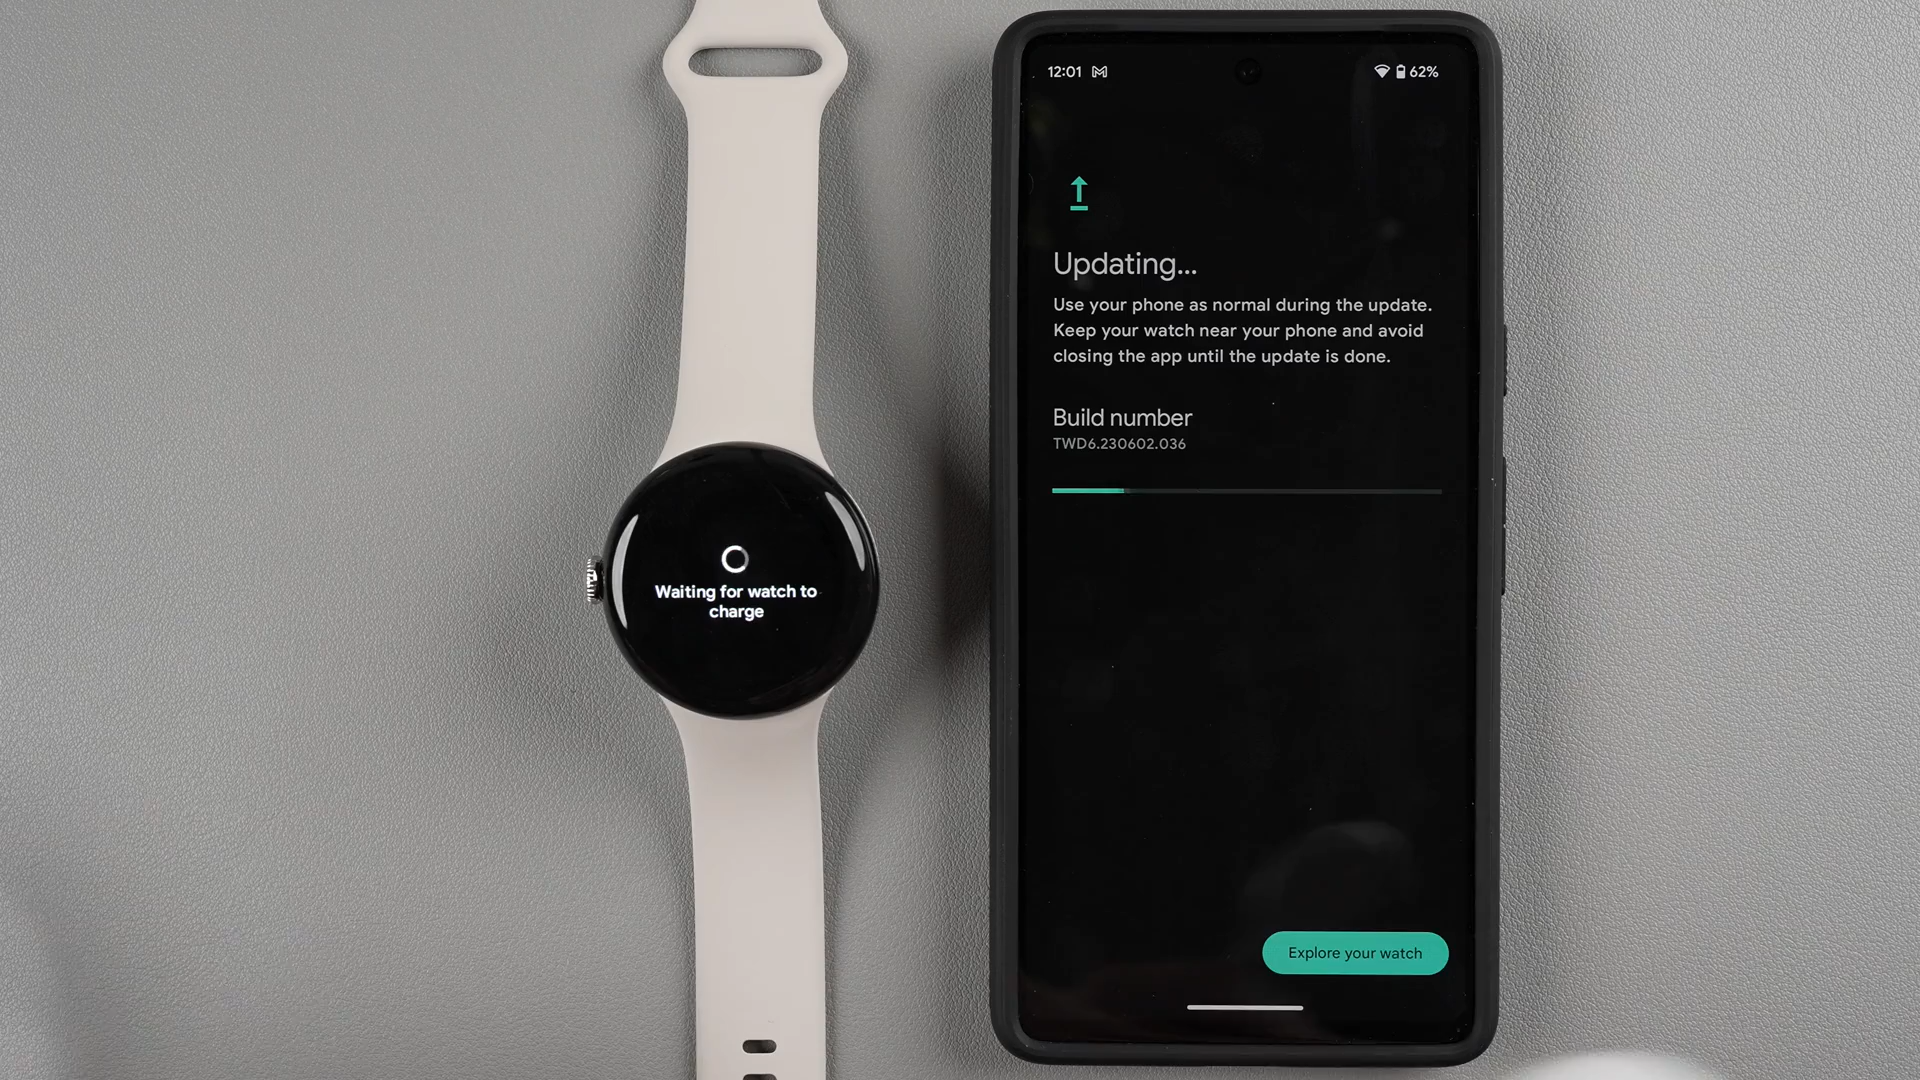 Waiting for watch to
charge
12:01
62%
Updating...
Use your phone as normal during the update.
Keep your watch near your phone and avoid
closing the app until the update is done.
Build number
TWD6.230602.036
Explore your watch